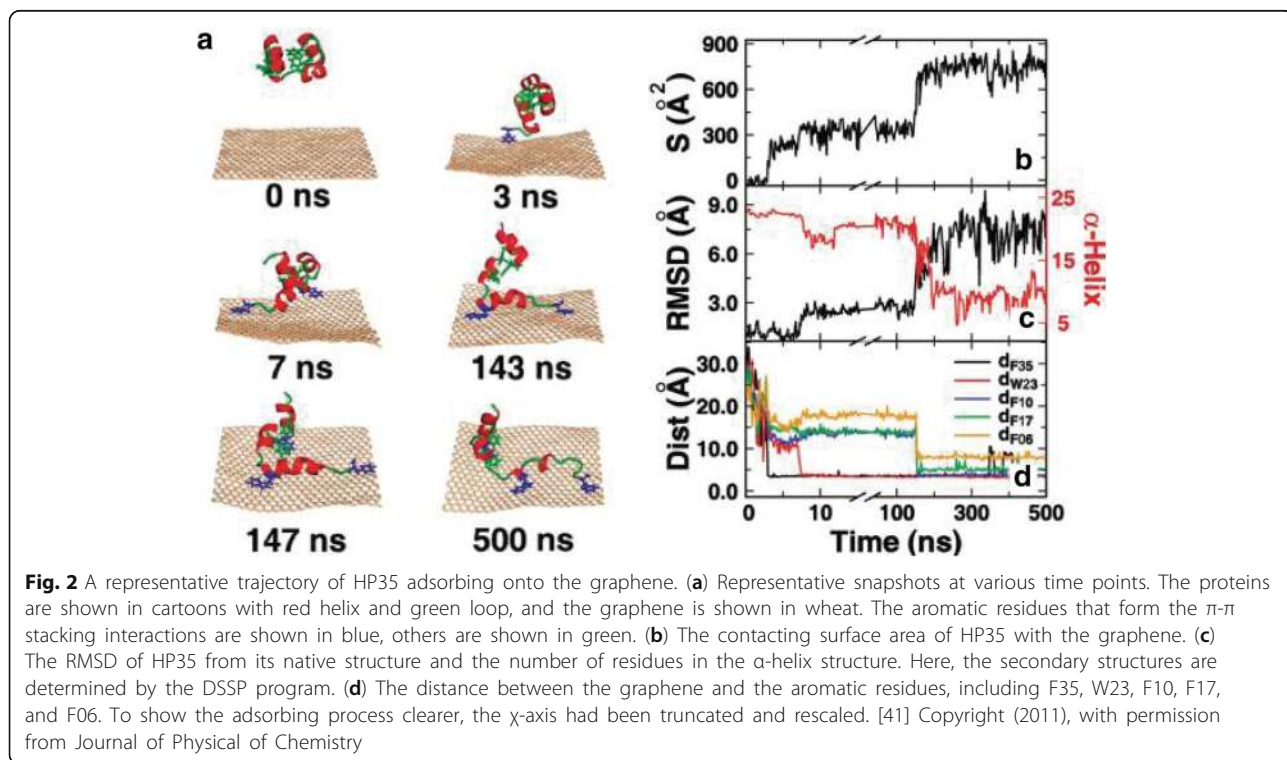 a
0 ns
3 ns
7 ns
143 ns
147 ns
500 ns
900
600
300
0
S (Å²)
b
9.0
6.0
3.0
RMSD (Å)
25
15
5
α-Helix
c
30.0
20.0
10.0
0.0
Dist (Å)
dF35
dW23
dF10
dF17
dF06
d
0 10 100 300 500
Time (ns)
Fig. 2 A representative trajectory of HP35 adsorbing onto the graphene. (a) Representative snapshots at various time points. The proteins
are shown in cartoons with red helix and green loop, and the graphene is shown in wheat. The aromatic residues that form the π-π
stacking interactions are shown in blue, others are shown in green. (b) The contacting surface area of HP35 with the graphene. (c)
The RMSD of HP35 from its native structure and the number of residues in the α-helix structure. Here, the secondary structures are
determined by the DSSP program. (d) The distance between the graphene and the aromatic residues, including F35, W23, F10, F17,
and F06. To show the adsorbing process clearer, the χ-axis had been truncated and rescaled. [41] Copyright (2011), with permission
from Journal of Physical of Chemistry